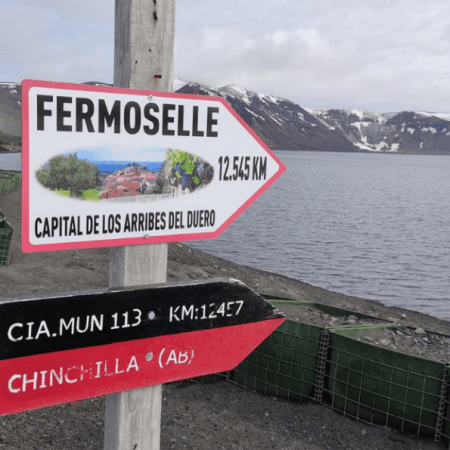 FERMOSELLE
12.545 KM
CAPITAL DE LOS ARRIBES DEL DUERO
CIA.MUN 113 • KM:12457
CHINCHILLA (AB)